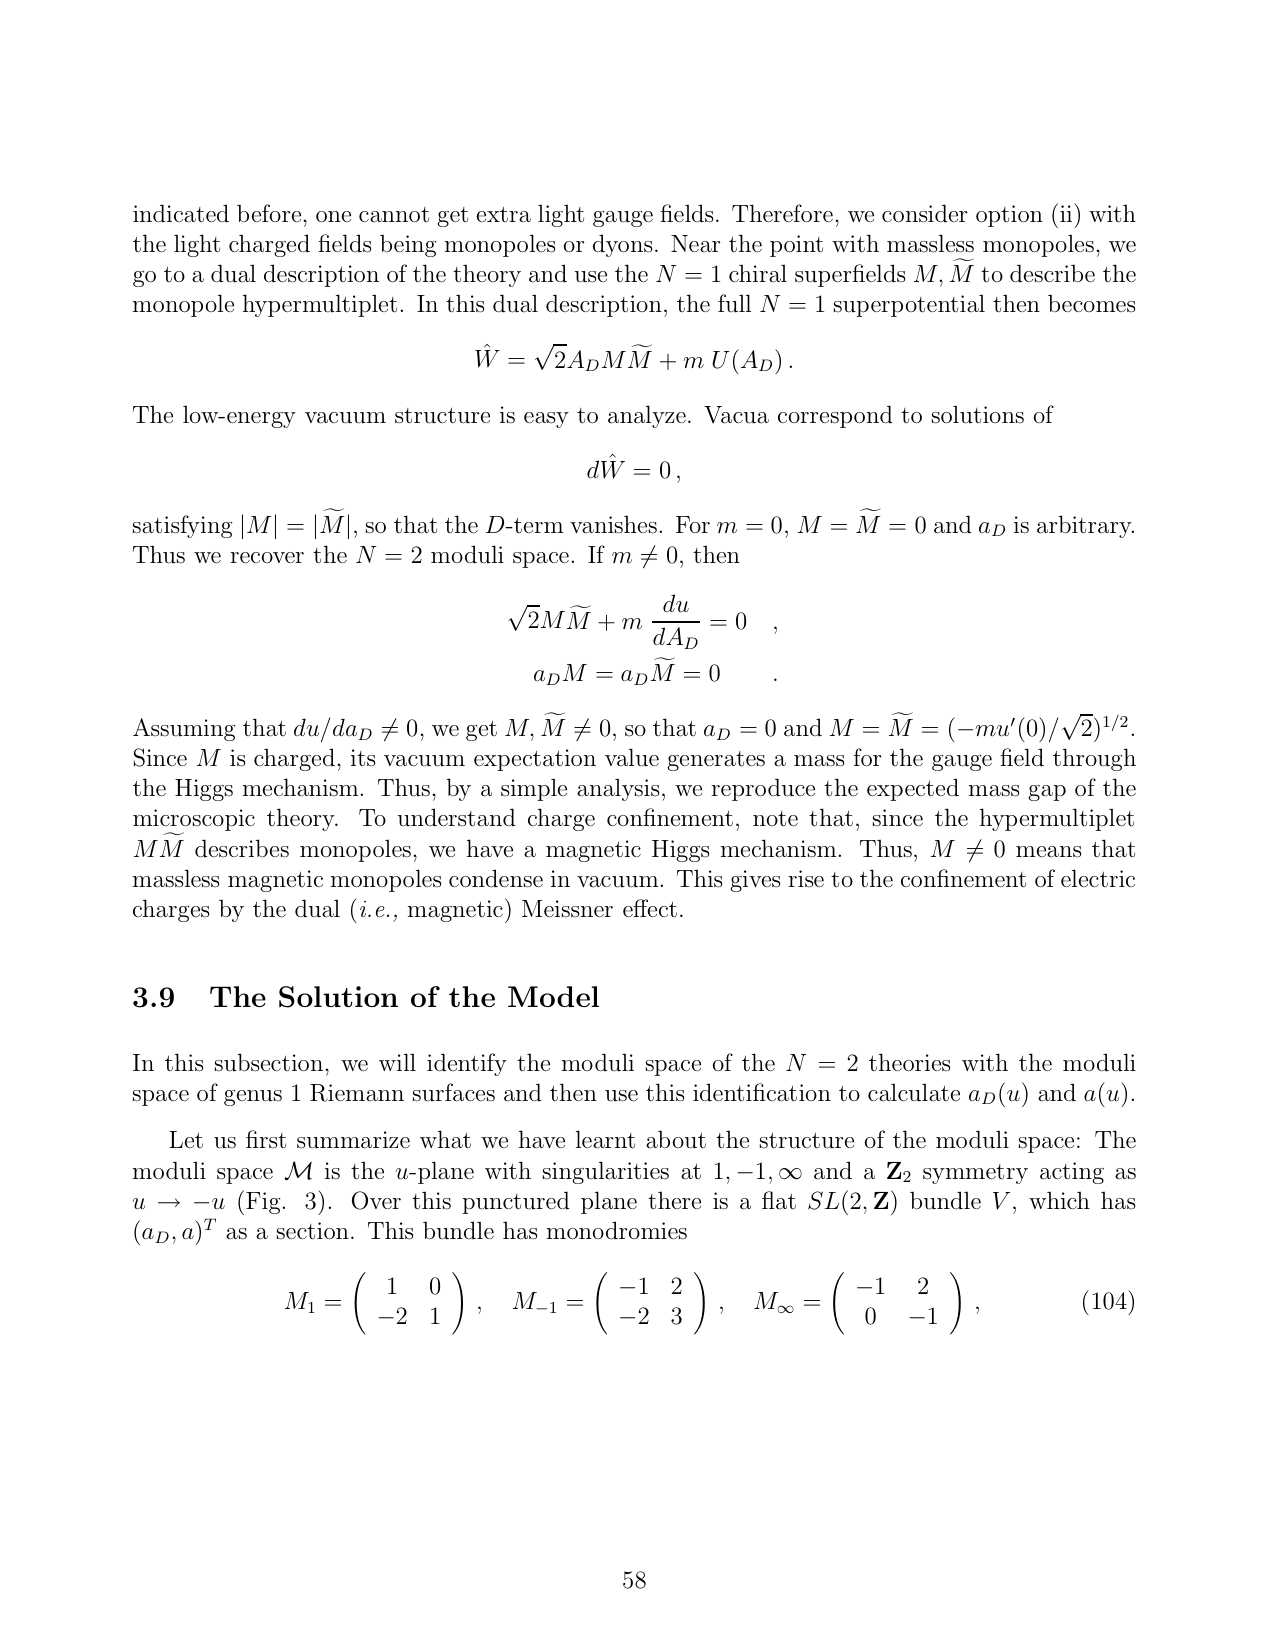 indicated before, one cannot get extra light gauge fields. Therefore, we consider option (ii) with
the light charged fields being monopoles or dyons. Near the point with massless monopoles, we
go to a dual description of the theory and use the N = 1 chiral superfields M, M̃ to describe the
monopole hypermultiplet. In this dual description, the full N = 1 superpotential then becomes
Ŵ = √2A_D M M̃ + m U(A_D) .
The low-energy vacuum structure is easy to analyze. Vacua correspond to solutions of
dŴ = 0 ,
satisfying |M| = |M̃|, so that the D-term vanishes. For m = 0, M = M̃ = 0 and a_D is arbitrary.
Thus we recover the N = 2 moduli space. If m ≠ 0, then
√2M M̃ + m du/dA_D = 0 ,
a_D M = a_D M̃ = 0 .
Assuming that du/da_D ≠ 0, we get M, M̃ ≠ 0, so that a_D = 0 and M = M̃ = (−mu′(0)/√2)^{1/2}.
Since M is charged, its vacuum expectation value generates a mass for the gauge field through
the Higgs mechanism. Thus, by a simple analysis, we reproduce the expected mass gap of the
microscopic theory. To understand charge confinement, note that, since the hypermultiplet
M M̃ describes monopoles, we have a magnetic Higgs mechanism. Thus, M ≠ 0 means that
massless magnetic monopoles condense in vacuum. This gives rise to the confinement of electric
charges by the dual (i.e., magnetic) Meissner effect.
3.9 The Solution of the Model
In this subsection, we will identify the moduli space of the N = 2 theories with the moduli
space of genus 1 Riemann surfaces and then use this identification to calculate a_D(u) and a(u).
Let us first summarize what we have learnt about the structure of the moduli space: The
moduli space ℳ is the u-plane with singularities at 1, −1, ∞ and a Z₂ symmetry acting as
u → −u (Fig. 3). Over this punctured plane there is a flat SL(2, Z) bundle V, which has
(a_D, a)^T as a section. This bundle has monodromies
M₁ = ( 1 0 ; −2 1 ) , M₋₁ = ( −1 2 ; −2 3 ) , M_∞ = ( −1 2 ; 0 −1 ) , (104)
58